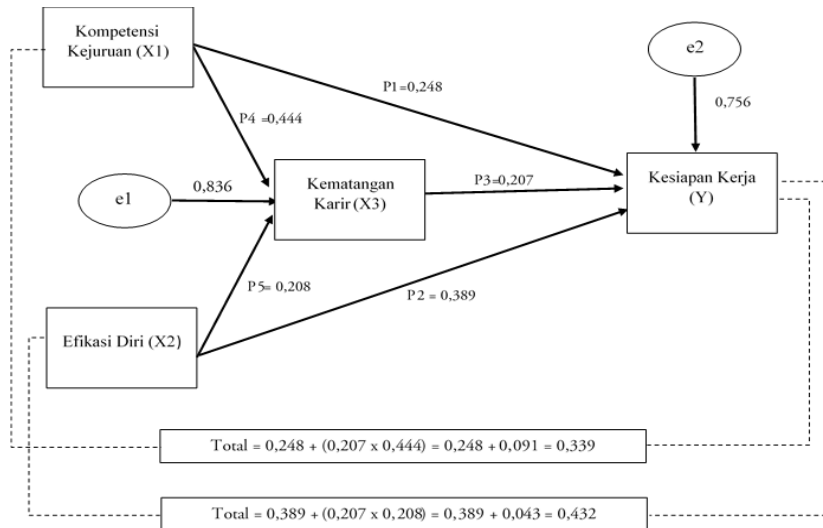 Kompetensi
Kejuruan (X1)
e2
P1=0,248
0,756
P4 =0,444
Kematangan
Karir(X3)
Kesiapan Kerja
(Y)
0,836
e1
P3=0,207
P5= 0,208
P2 = 0,389
Efikasi Diri (X2)
Total = 0,248 + (0,207 x 0,444) = 0,248 + 0,091 = 0,339
Total = 0,389 + (0,207 x 0,208) = 0,389 + 0,043 = 0,432